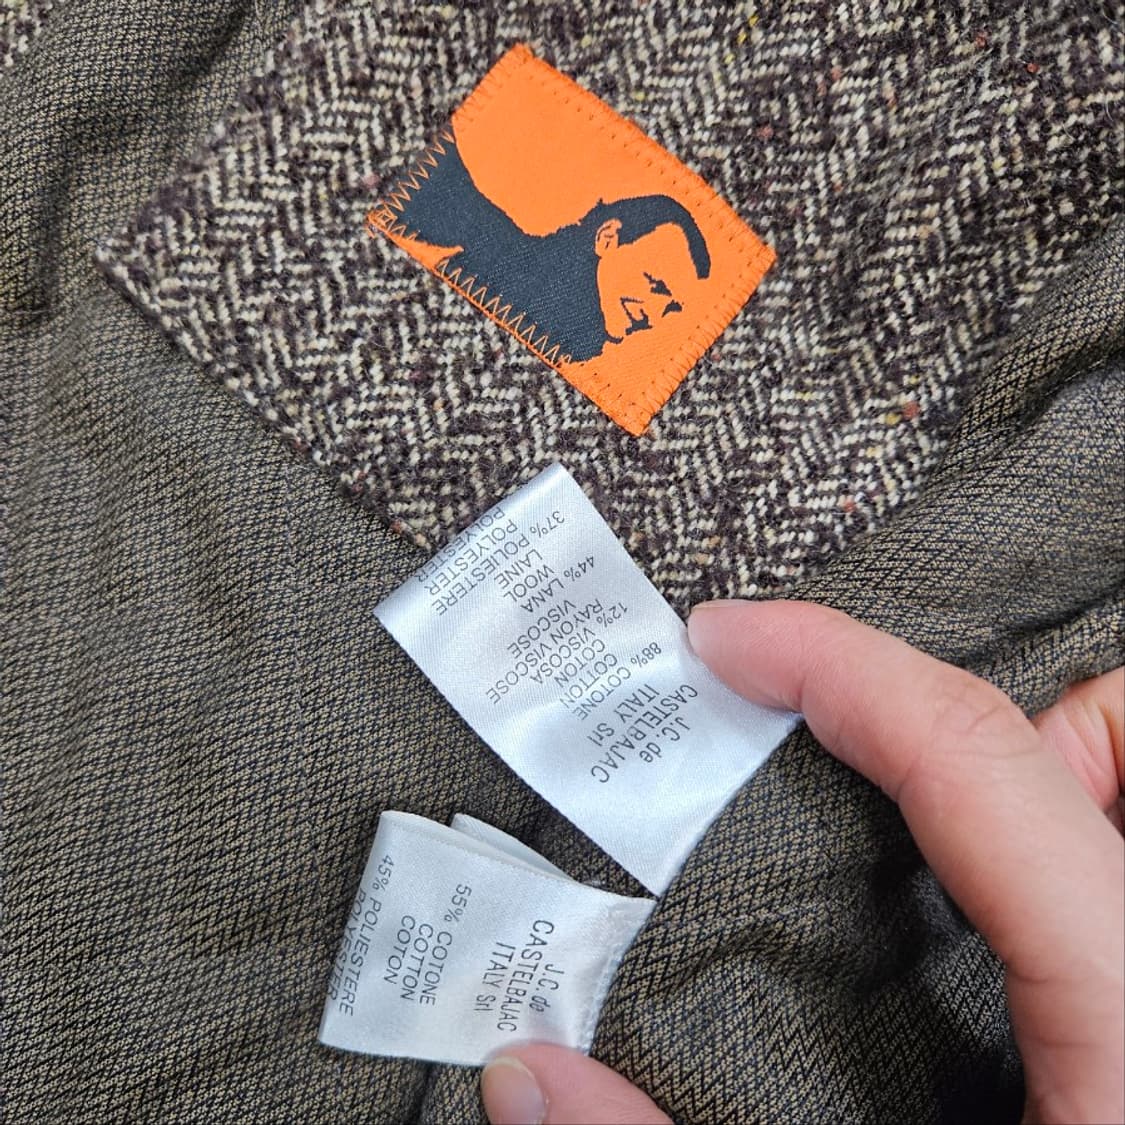 J.C. de
CASTELBAJAC
ITALY Srl
88% COTONE
COTTON
COTON
12% VISCOSA
RAYON VISCOSE
VISCOSE
44% LANA
WOOL
LAINE
37% POLIESTERE
POLYESTER
POLYESTER
J.C. de
CASTELBAJAC
ITALY Srl
55% COTONE
COTTON
COTON
45% POLIESTERE
POLYESTER